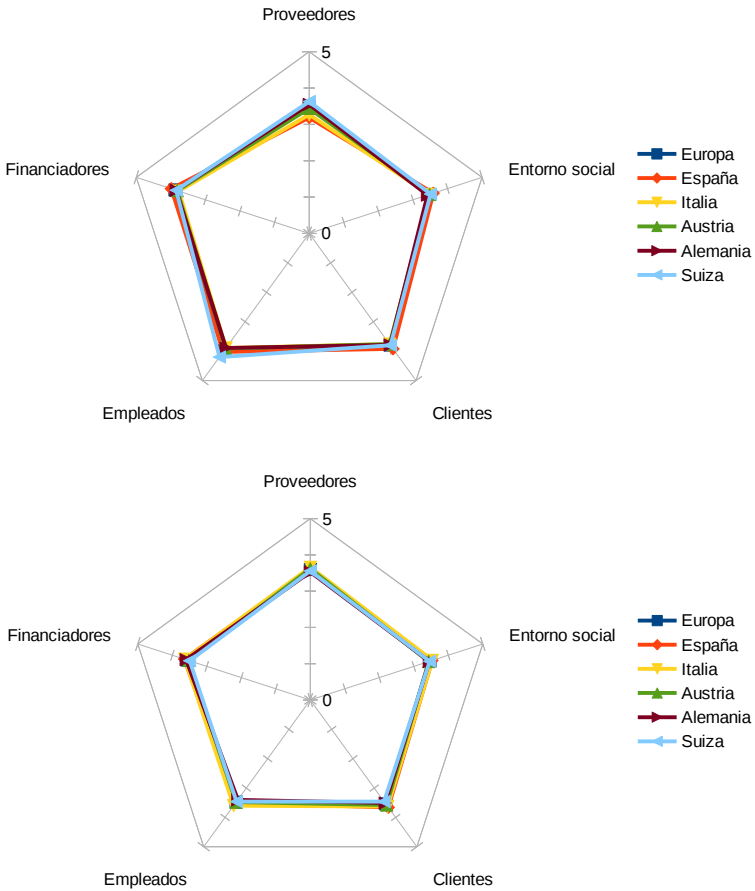 Proveedores
5
Financiadores
Entorno social
0
Empleados
Clientes
Europa
España
Italia
Austria
Alemania
Suiza
Proveedores
5
Financiadores
Entorno social
0
Empleados
Clientes
Europa
España
Italia
Austria
Alemania
Suiza